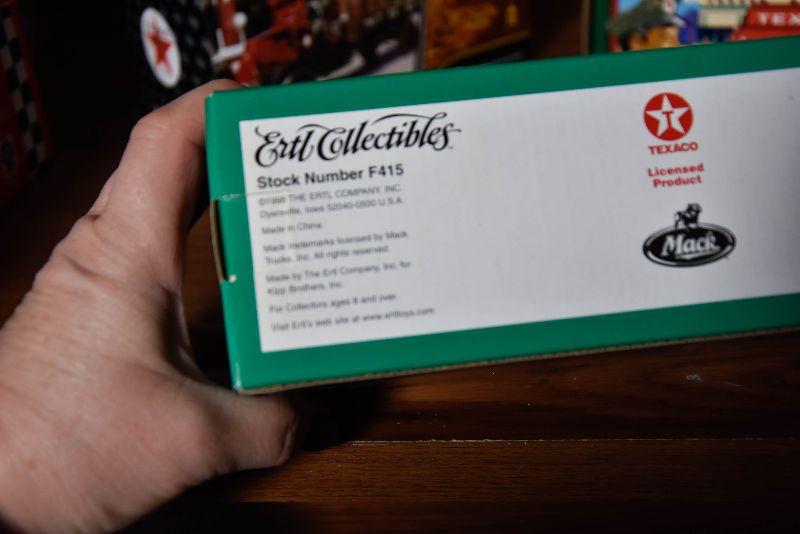 TEX
Ertl Collectibles™
Stock Number F415
©1998 THE ERTL COMPANY, INC.
Dyersville, Iowa 52040-0500 U.S.A.
Made in China.
Mack trademarks licensed by Mack
Trucks, Inc. All rights reserved.
Made by The Ertl Company, Inc. for
Kipp Brothers, Inc.
For Collectors ages 8 and over.
Visit Ertl's web site at www.ertltoys.com
T
TEXACO
Licensed
Product
Mack